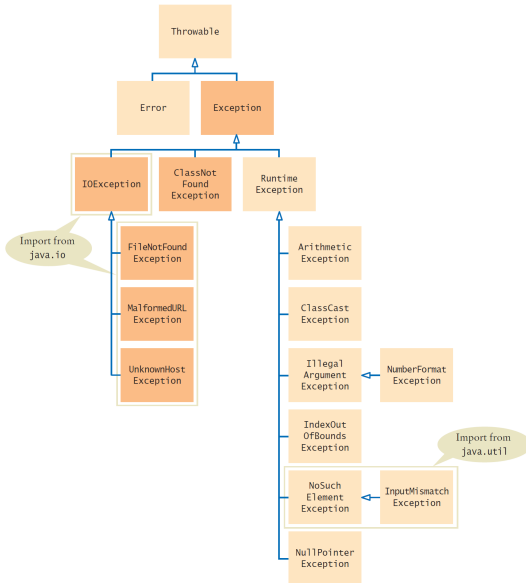 Throwable
Error
Exception
IOException
ClassNot
Found
Exception
Runtime
Exception
Import from
java.io
FileNotFound
Exception
MalformedURL
Exception
UnknownHost
Exception
Arithmetic
Exception
ClassCast
Exception
Illegal
Argument
Exception
NumberFormat
Exception
IndexOut
OfBounds
Exception
Import from
java.util
NoSuch
Element
Exception
InputMismatch
Exception
NullPointer
Exception